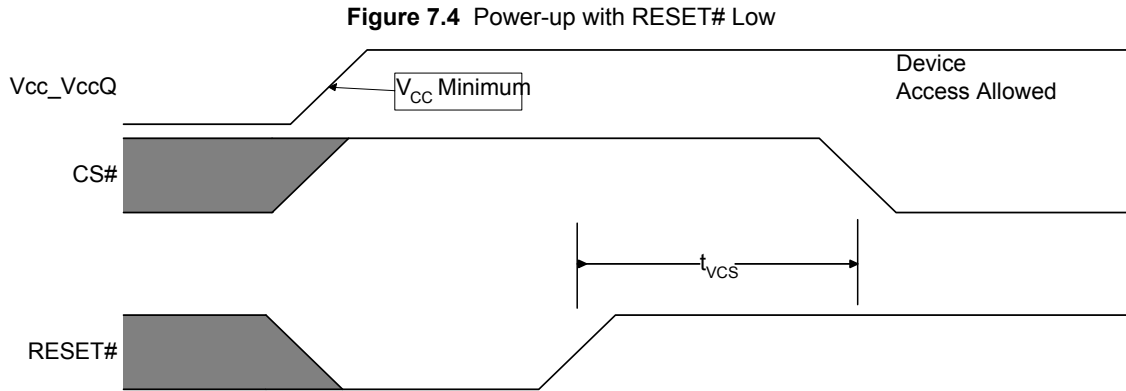 Figure 7.4 Power-up with RESET# Low
Vcc_VccQ
VCC Minimum
Device
Access Allowed
CS#
tVCS
RESET#